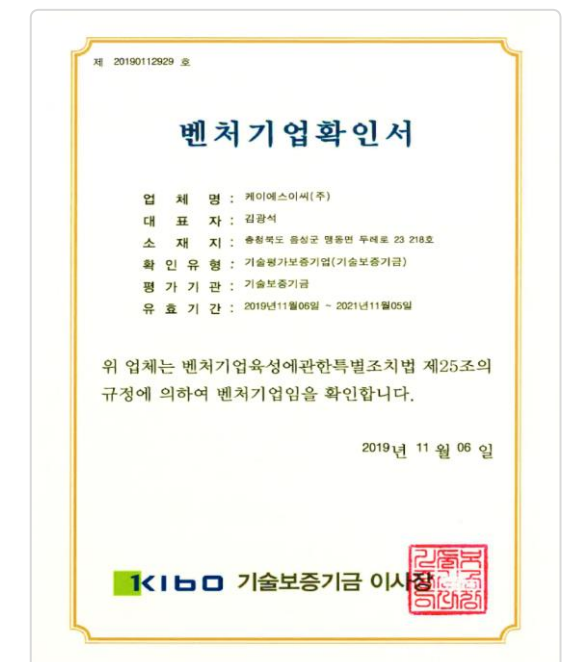 제 20190112929 호
벤처기업확인서
업 체 명 : 케이에스이씨(주)
대 표 자 : 김광석
소 재 지 : 충청북도 음성군 맹동면 두레로 23 218호
확 인 유 형 : 기술평가보증기업(기술보증기금)
평 가 기 관 : 기술보증기금
유 효 기 간 : 2019년11월06일 ~ 2021년11월05일
위 업체는 벤처기업육성에관한특별조치법 제25조의
규정에 의하여 벤처기업임을 확인합니다.
2019년 11 월 06 일
KIBO 기술보증기금 이사장